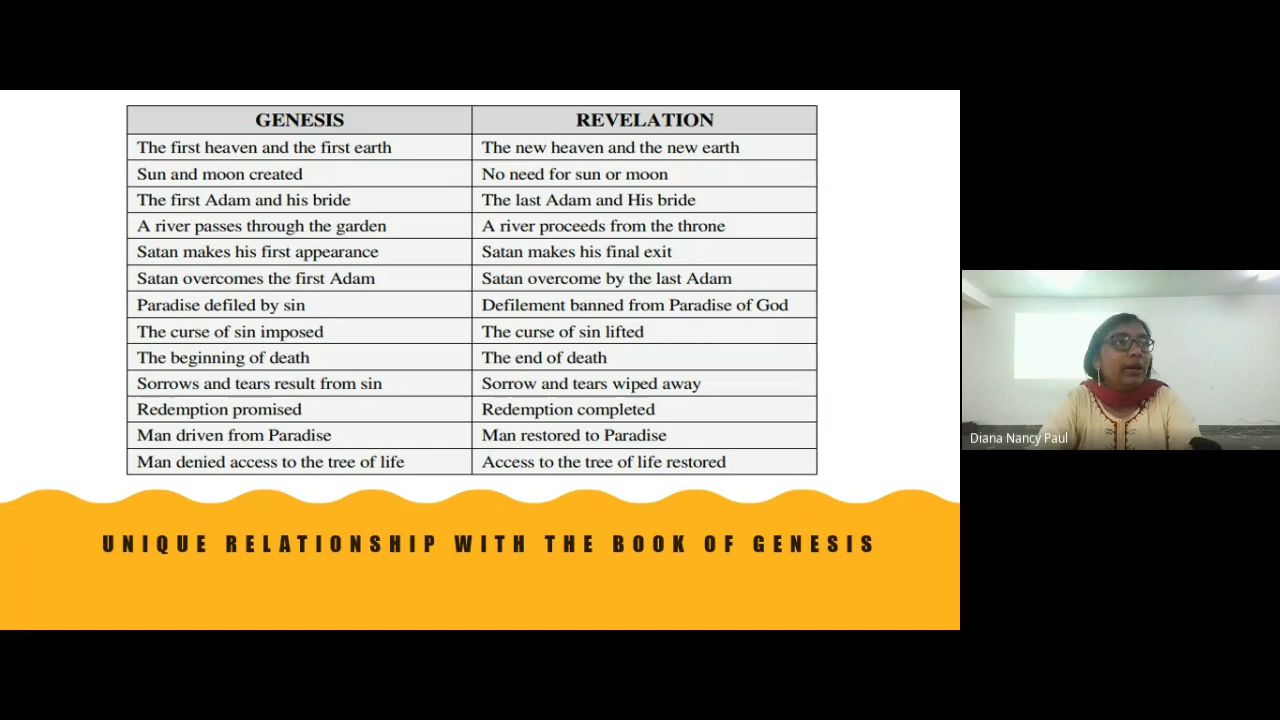 GENESIS REVELATION
The first heaven and the first earth The new heaven and the new earth
Sun and moon created No need for sun or moon
The first Adam and his bride The last Adam and His bride
A river passes through the garden A river proceeds from the throne
Satan makes his first appearance Satan makes his final exit
Satan overcomes the first Adam Satan overcome by the last Adam
Paradise defiled by sin Defilement banned from Paradise of God
The curse of sin imposed The curse of sin lifted
The beginning of death The end of death
Sorrows and tears result from sin Sorrow and tears wiped away
Redemption promised Redemption completed
Man driven from Paradise Man restored to Paradise
Man denied access to the tree of life Access to the tree of life restored
UNIQUE RELATIONSHIP WITH THE BOOK OF GENESIS
Diana Nancy Paul